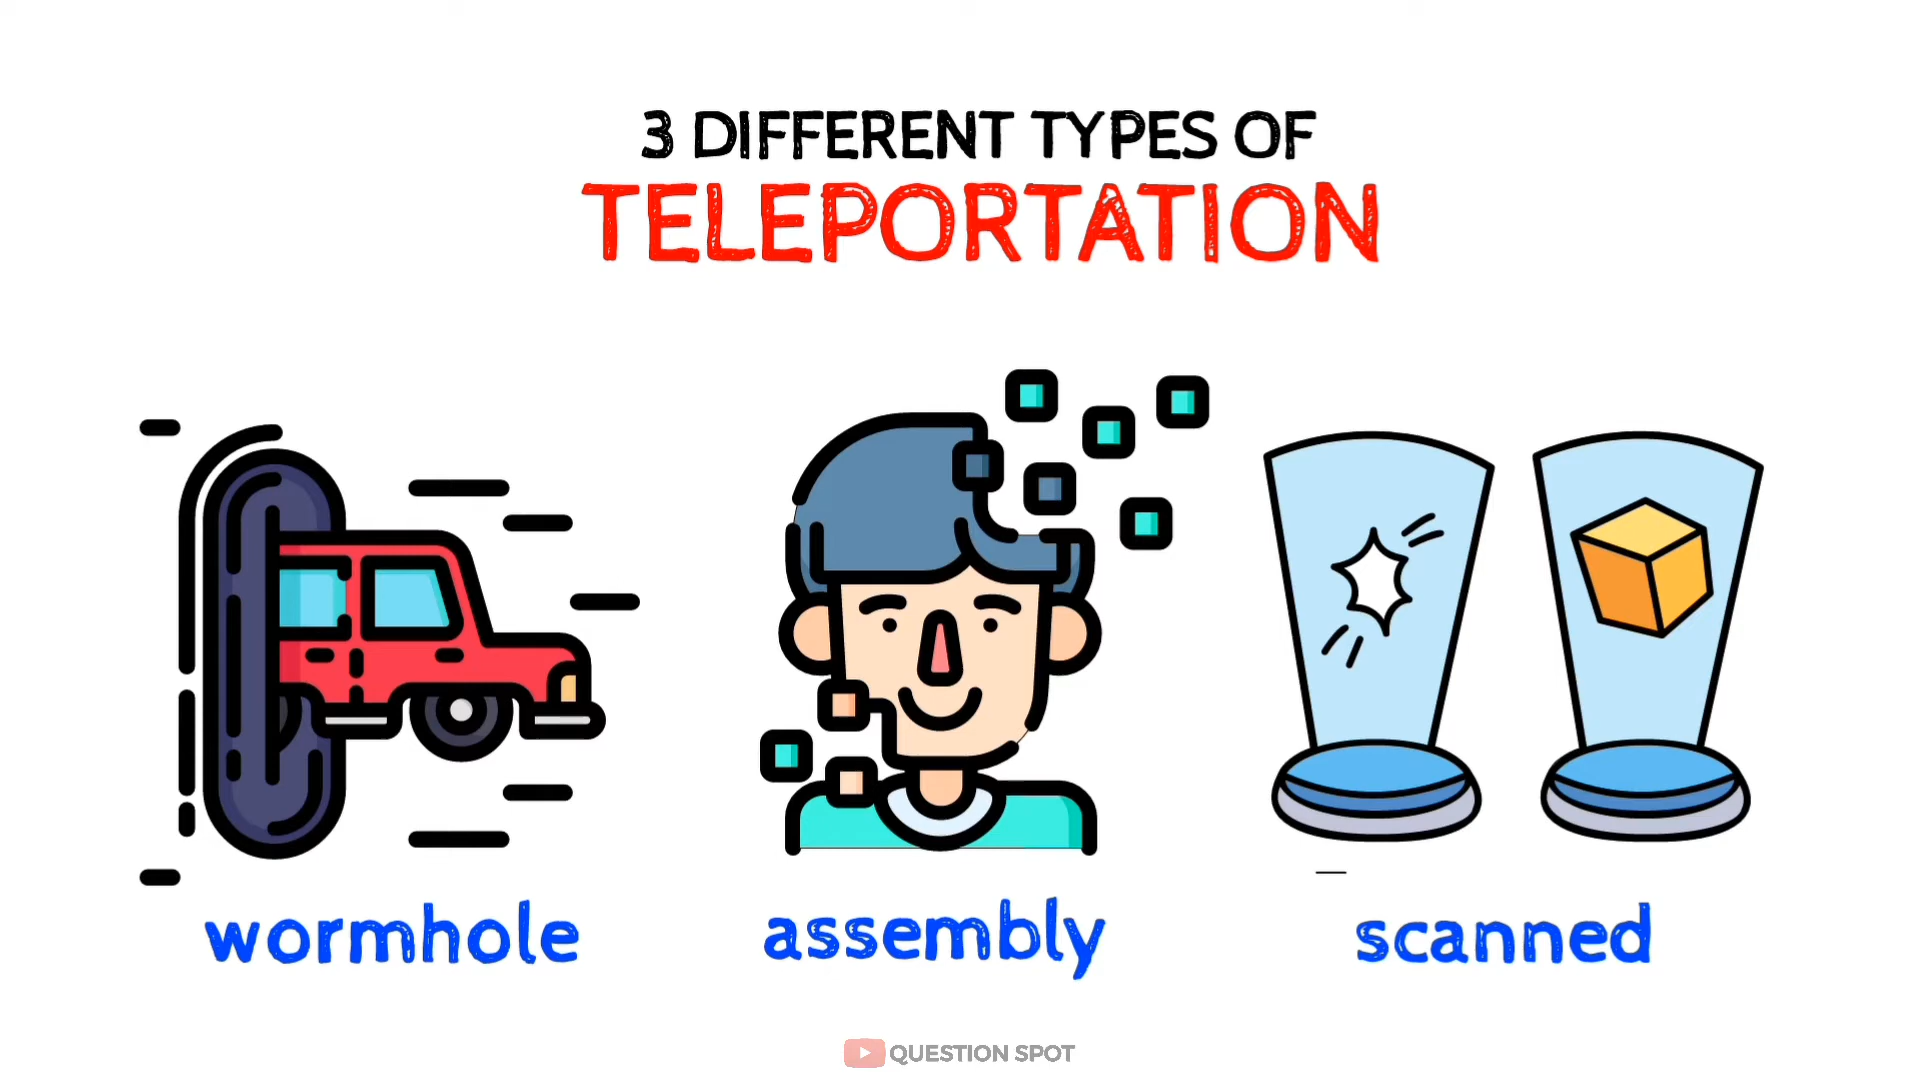 3 DIFFERENT TYPES OF
TELEPORTATION
wormhole
assembly
scanned
QUESTION SPOT